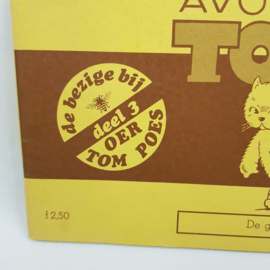 AVO
TO
de bezige bij
deel 3
OER
TOM POES
f 2,50
De g